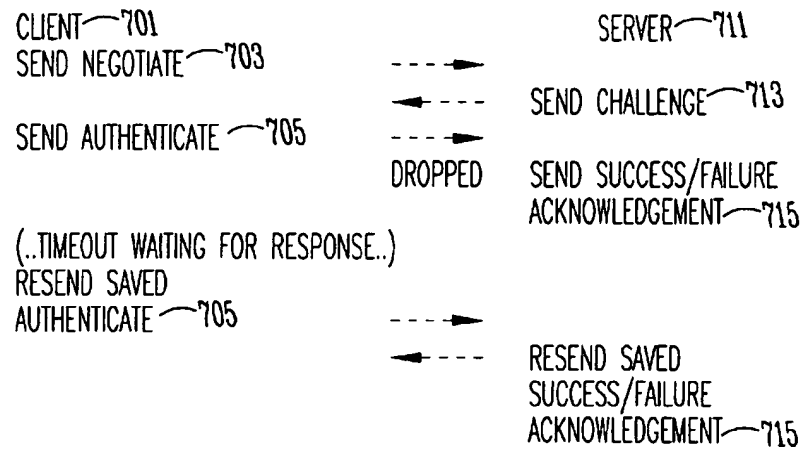 CLIENT 701
SERVER 711
SEND NEGOTIATE 703
SEND CHALLENGE 713
SEND AUTHENTICATE 705
DROPPED
SEND SUCCESS/FAILURE
ACKNOWLEDGEMENT 715
(..TIMEOUT WAITING FOR RESPONSE..)
RESEND SAVED
AUTHENTICATE 705
RESEND SAVED
SUCCESS/FAILURE
ACKNOWLEDGEMENT 715